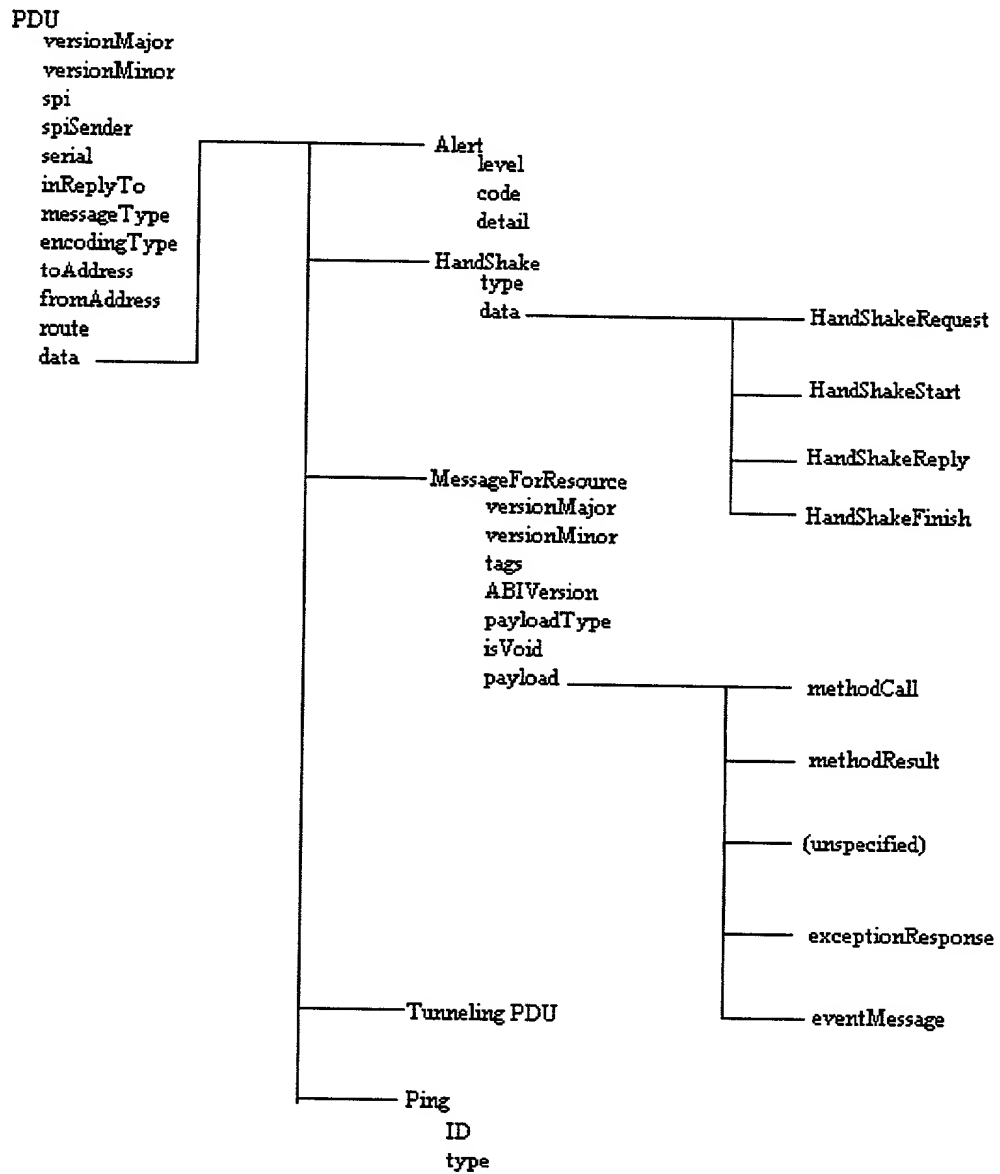 PDU
versionMajor
versionMinor
spi
spiSender
serial
inReplyTo
messageType
encodingType
toAddress
fromAddress
route
data
Alert
level
code
detail
HandShake
type
data
HandShakeRequest
HandShakeStart
HandShakeReply
HandShakeFinish
MessageForResource
versionMajor
versionMinor
tags
ABIVersion
payloadType
isVoid
payload
methodCall
methodResult
(unspecified)
exceptionResponse
eventMessage
Tunneling PDU
Ping
ID
type